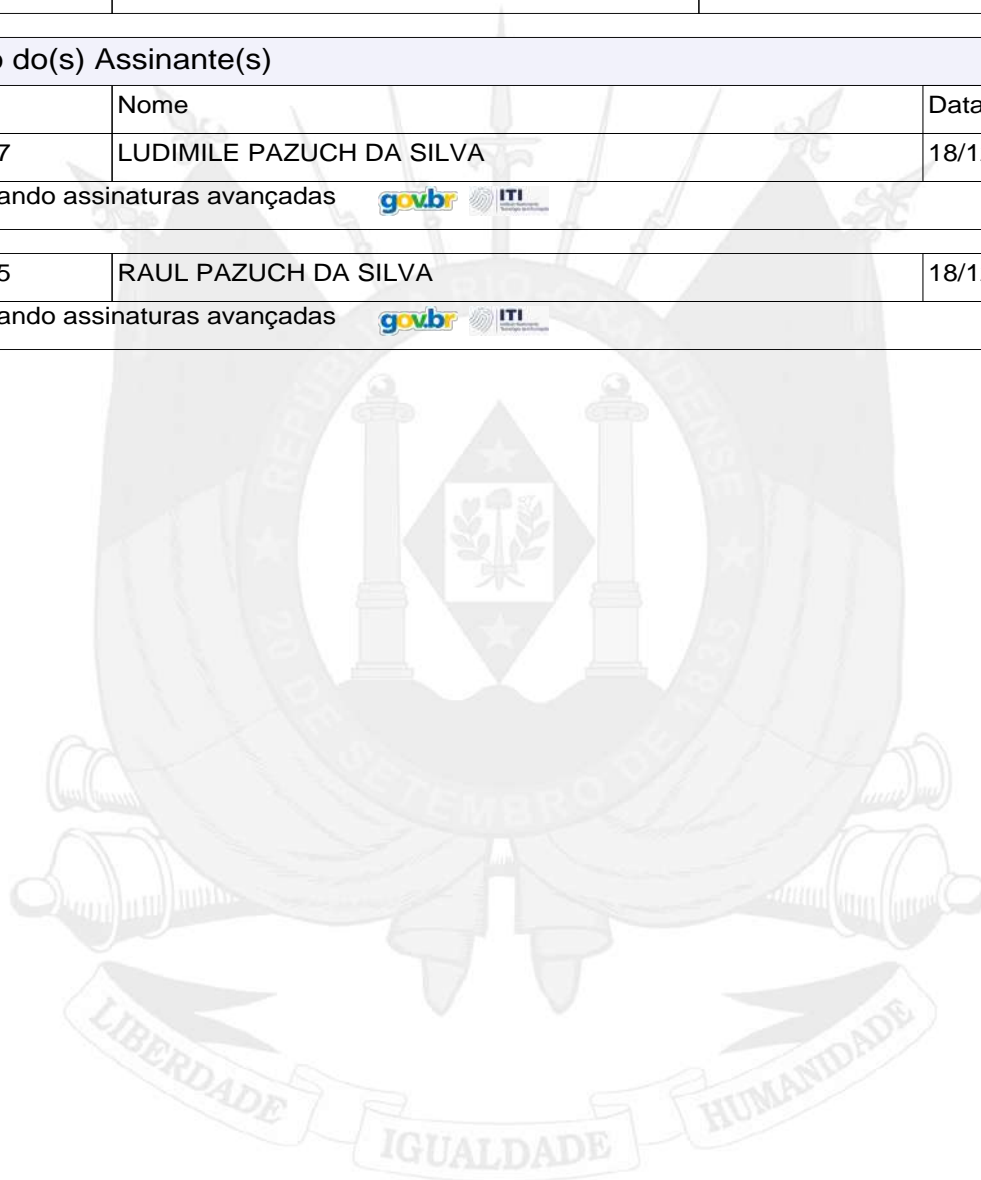 o do(s) Assinante(s)
Nome Data
7 LUDIMILE PAZUCH DA SILVA 18/1
ando assinaturas avançadas gov.br ITI
5 RAUL PAZUCH DA SILVA 18/1
ando assinaturas avançadas gov.br ITI
REPÚBLICA RIO-GRANDENSE
20 DE SETEMBRO DE 1835
LIBERDADE IGUALDADE HUMANIDADE